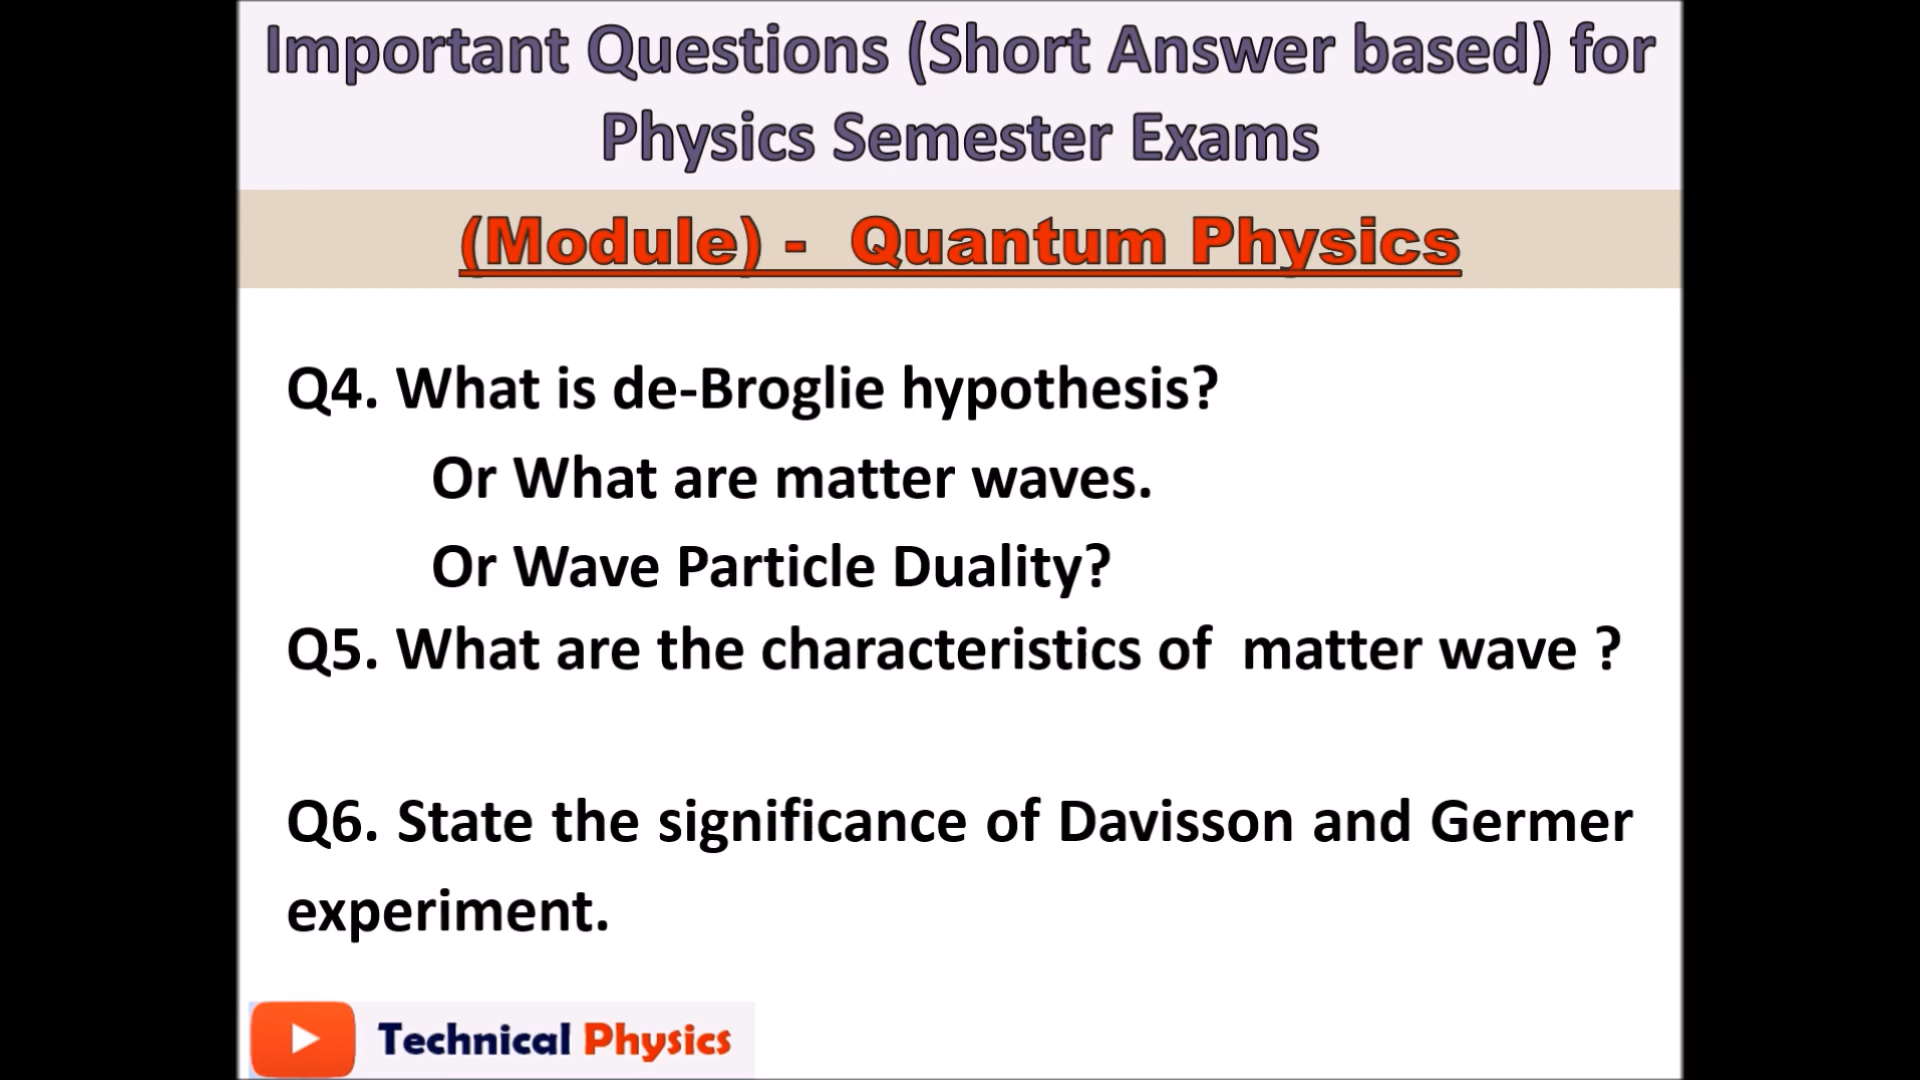 Important Questions (Short Answer based) for
Physics Semester Exams
(Module) - Quantum Physics
Q4. What is de-Broglie hypothesis?
Or What are matter waves.
Or Wave Particle Duality?
Q5. What are the characteristics of matter wave ?
Q6. State the significance of Davisson and Germer
experiment.
Technical Physics